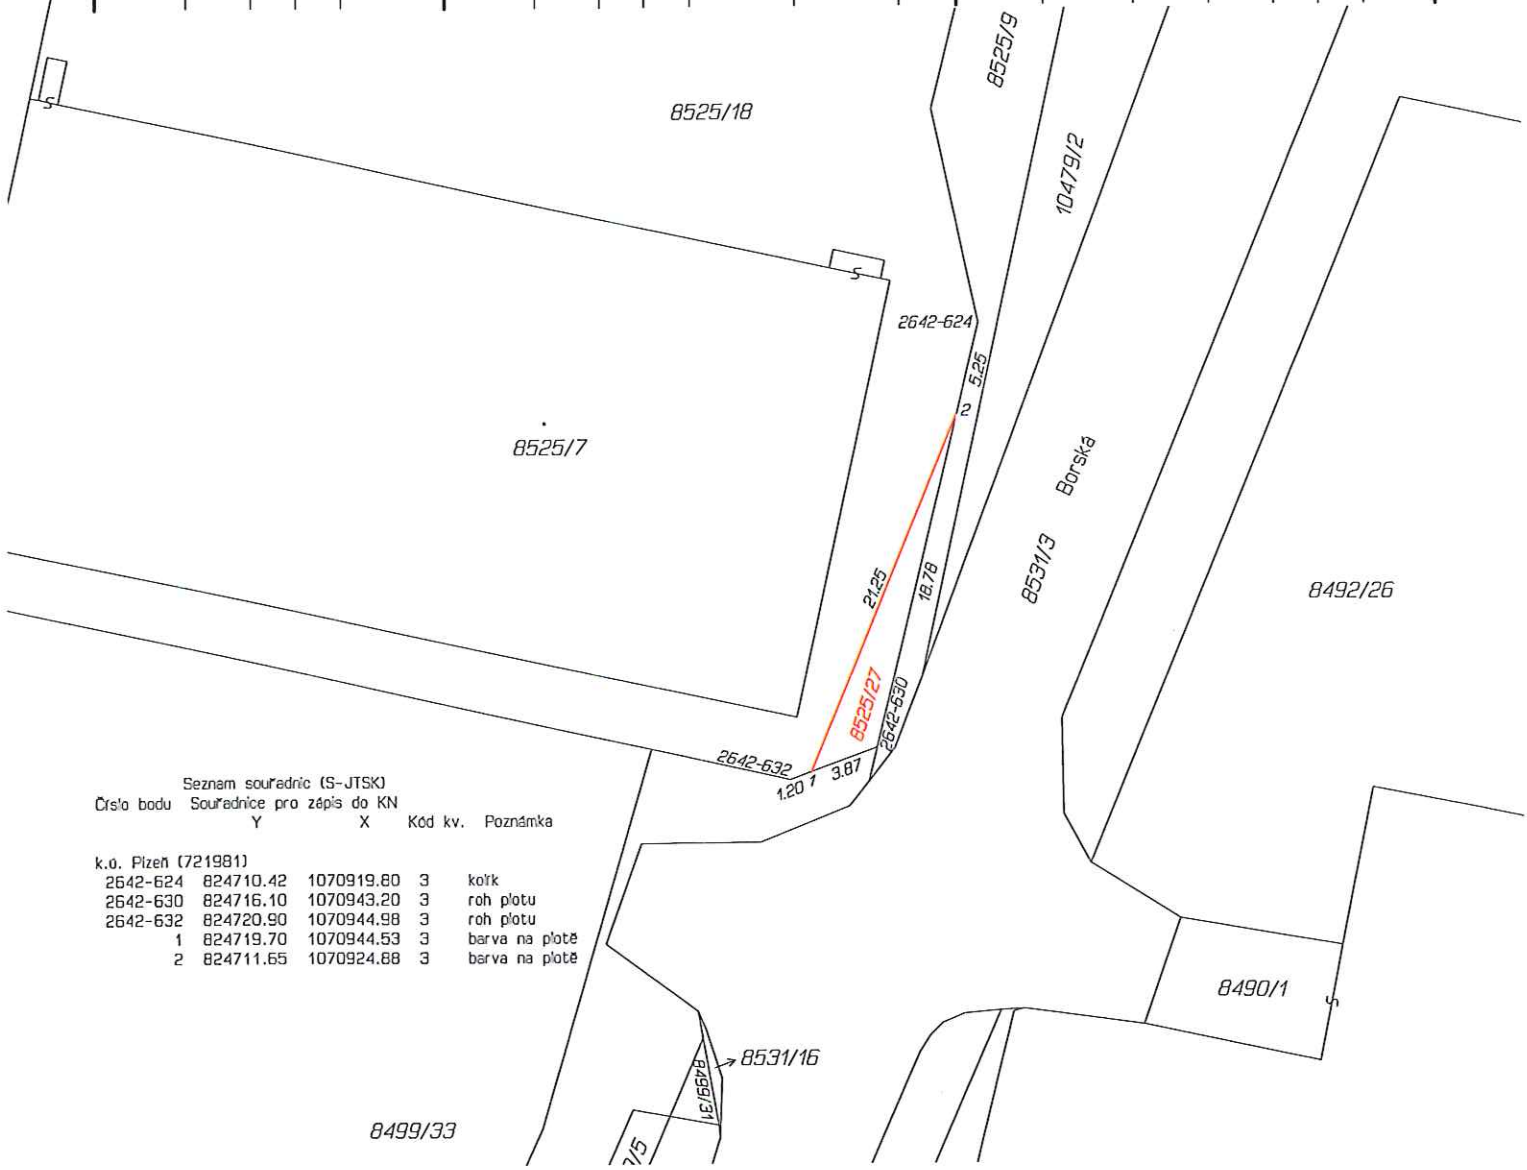 8525/9
8525/18
10479/2
S
S
2642-624
5.25
2
8525/7
Borská
21.25
18.78
8531/3
8492/26
8525/27
2642-630
2642-632
1.20
1
3.87
Seznam souřadnic (S-JTSK)
Číslo bodu Souřadnice pro zápis do KN
Y X Kód kv. Poznámka
k.ú. Plzeň (721981)
2642-624 824710.42 1070919.80 3 kolík
2642-630 824716.10 1070943.20 3 roh plotu
2642-632 824720.90 1070944.98 3 roh plotu
1 824719.70 1070944.53 3 barva na plotě
2 824711.65 1070924.88 3 barva na plotě
8490/1
S
8531/16
8499/31
8499/33
/5